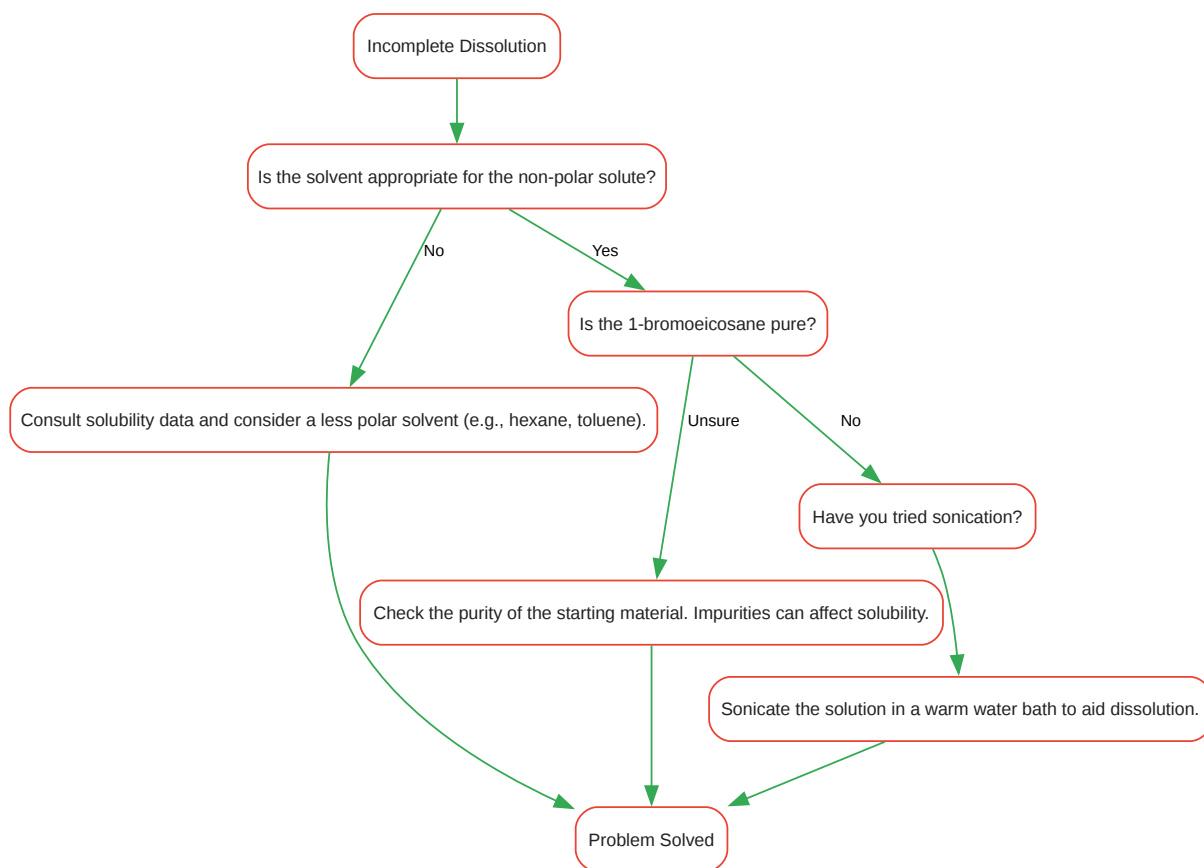 Incomplete Dissolution
Is the solvent appropriate for the non-polar solute?
No
Yes
Is the 1-bromoeicosane pure?
Consult solubility data and consider a less polar solvent (e.g., hexane, toluene).
Unsure
No
Have you tried sonication?
Check the purity of the starting material. Impurities can affect solubility.
Sonicate the solution in a warm water bath to aid dissolution.
Problem Solved